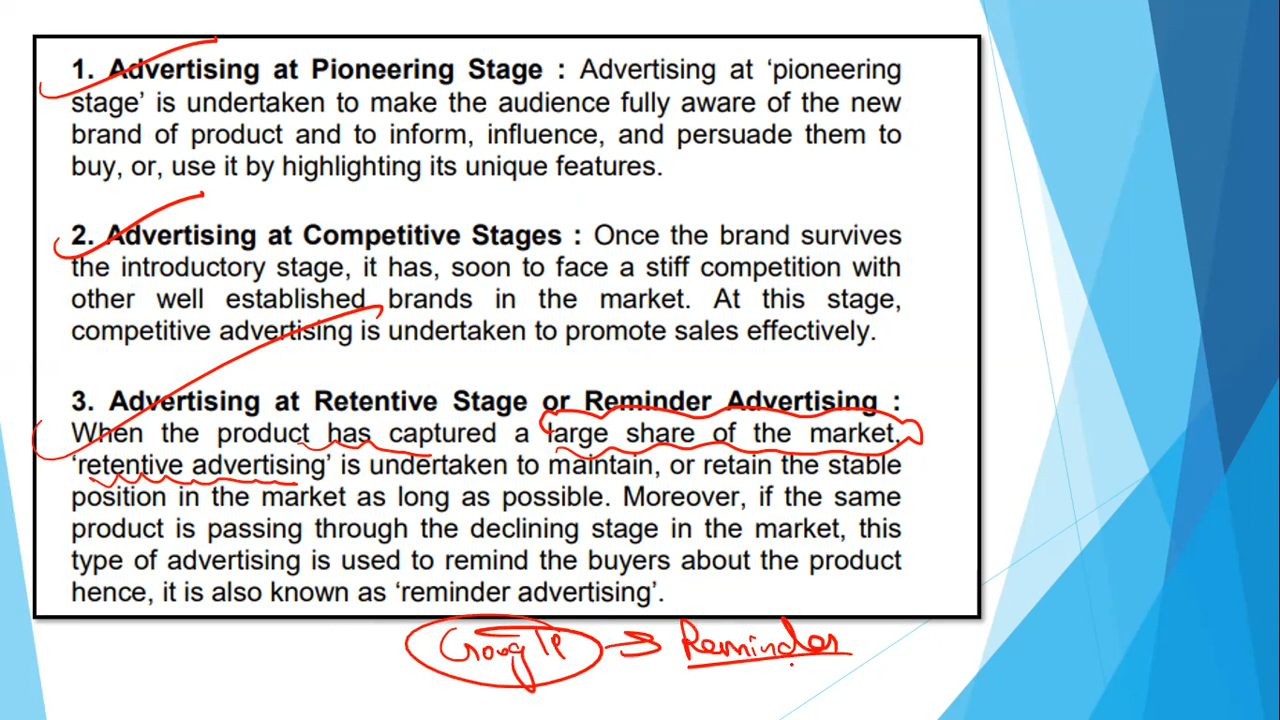 1. Advertising at Pioneering Stage : Advertising at ‘pioneering
stage’ is undertaken to make the audience fully aware of the new
brand of product and to inform, influence, and persuade them to
buy, or, use it by highlighting its unique features.
2. Advertising at Competitive Stages : Once the brand survives
the introductory stage, it has, soon to face a stiff competition with
other well established brands in the market. At this stage,
competitive advertising is undertaken to promote sales effectively.
3. Advertising at Retentive Stage or Reminder Advertising :
When the product has captured a large share of the market,
‘retentive advertising’ is undertaken to maintain, or retain the stable
position in the market as long as possible. Moreover, if the same
product is passing through the declining stage in the market, this
type of advertising is used to remind the buyers about the product
hence, it is also known as ‘reminder advertising’.
Google → Reminder